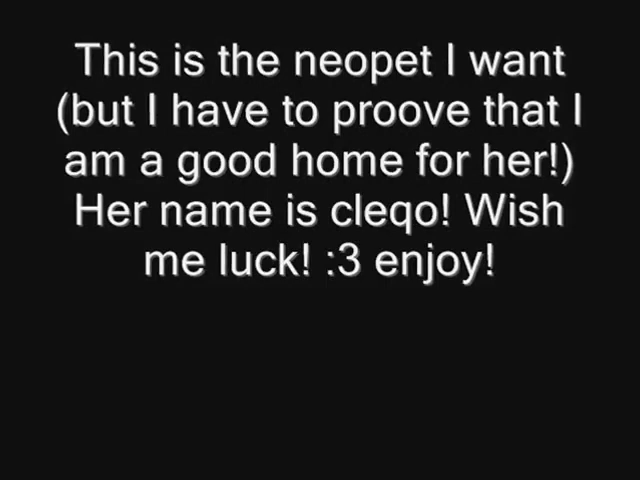 This is the neopet I want
(but I have to proove that I
am a good home for her!)
Her name is cleqo! Wish
me luck! :3 enjoy!